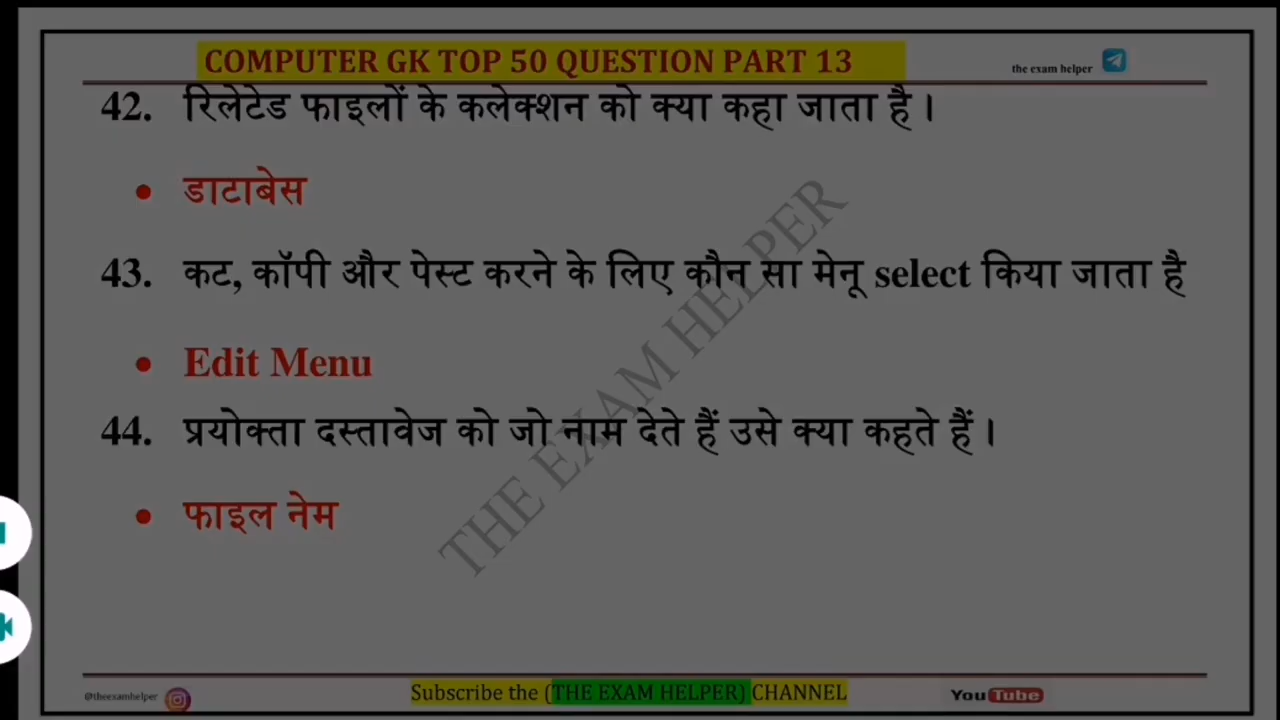 COMPUTER GK TOP 50 QUESTION PART 13
the exam helper
42. रिलेटेड फाइलों के कलेक्शन को क्या कहा जाता है ।
• डाटाबेस
43. कट, कॉपी और पेस्ट करने के लिए कौन सा मेनू select किया जाता है
• Edit Menu
44. प्रयोक्ता दस्तावेज को जो नाम देते हैं उसे क्या कहते हैं ।
• फाइल नेम
THE EXAM HELPER
@theexamhelper
Subscribe the (THE EXAM HELPER) CHANNEL
YouTube